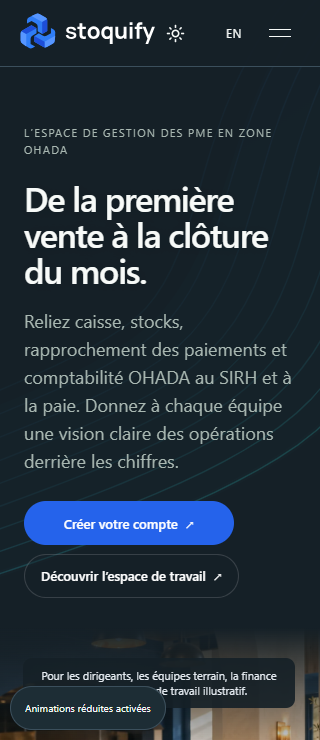 stoquify
EN
L'ESPACE DE GESTION DES PME EN ZONE
OHADA
De la première
vente à la clôture
du mois.
Reliez caisse, stocks,
rapprochement des paiements et
comptabilité OHADA au SIRH et à
la paie. Donnez à chaque équipe
une vision claire des opérations
derrière les chiffres.
Créer votre compte ↗
Découvrir l'espace de travail ↗
Pour les dirigeants, les équipes terrain, la finance
de travail illustratif.
Animations réduites activées